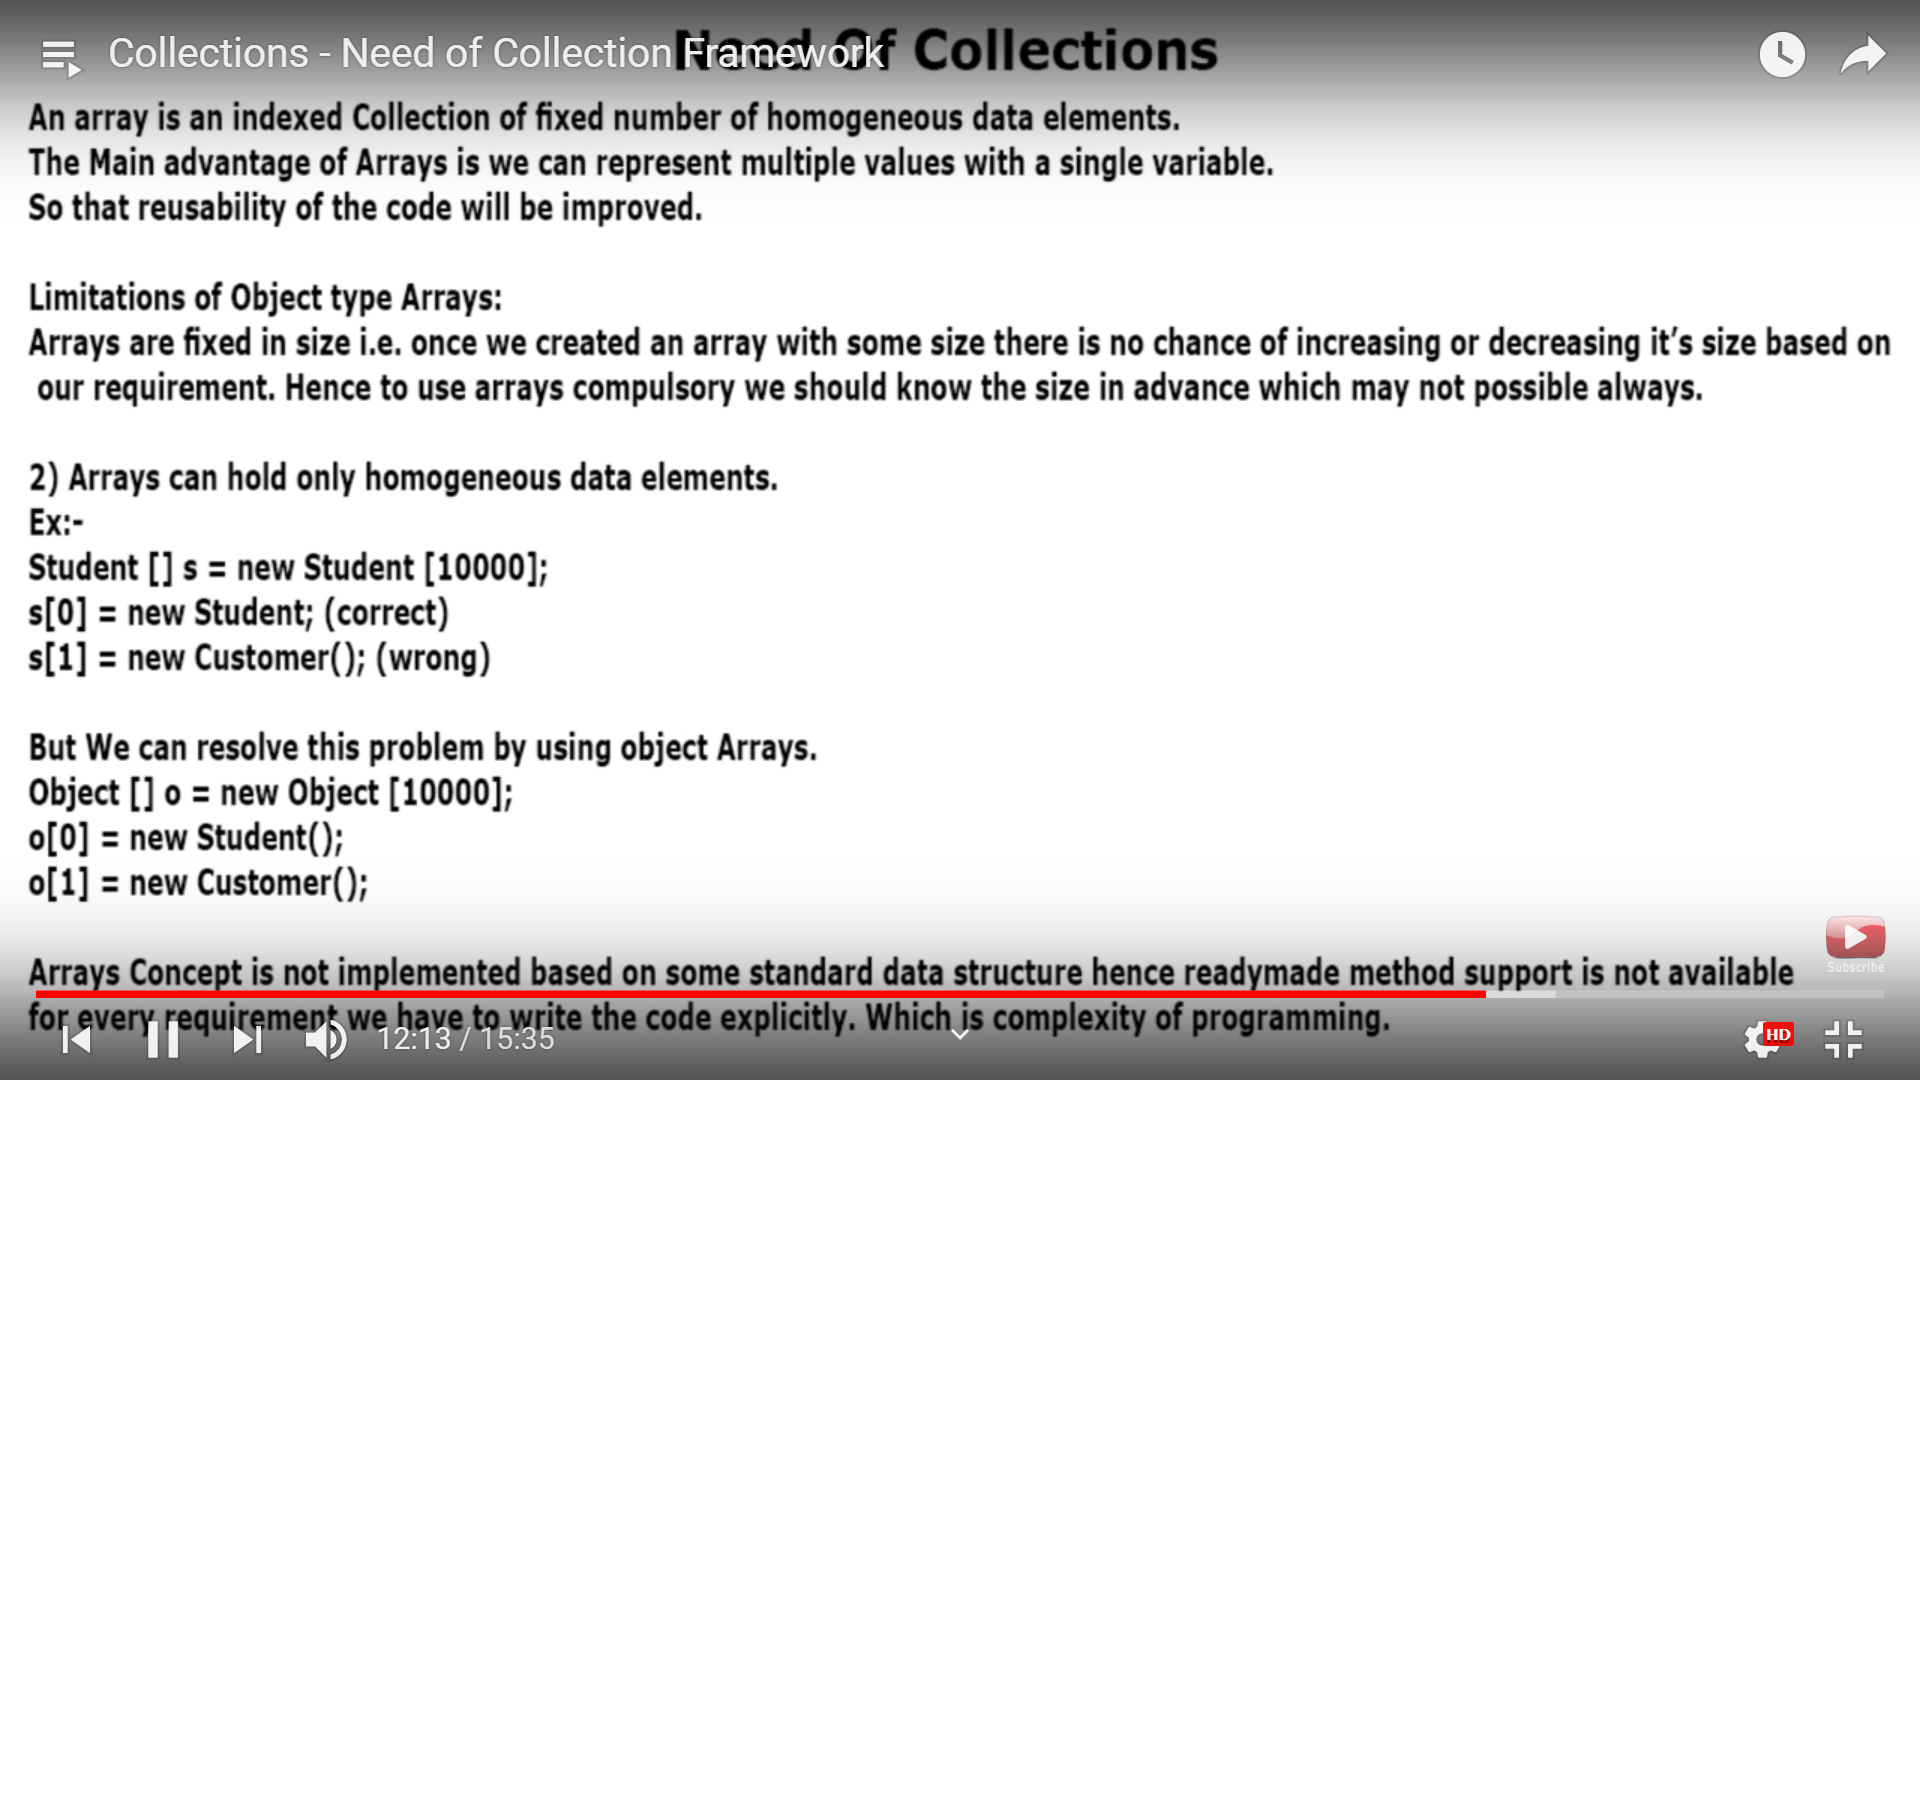 Collections - Need of Collection Framework
Need Of Collections
An array is an indexed Collection of fixed number of homogeneous data elements.
The Main advantage of Arrays is we can represent multiple values with a single variable.
So that reusability of the code will be improved.
Limitations of Object type Arrays:
Arrays are fixed in size i.e. once we created an array with some size there is no chance of increasing or decreasing it’s size based on
our requirement. Hence to use arrays compulsory we should know the size in advance which may not possible always.
2) Arrays can hold only homogeneous data elements.
Ex:-
Student [] s = new Student [10000];
s[0] = new Student; (correct)
s[1] = new Customer(); (wrong)
But We can resolve this problem by using object Arrays.
Object [] o = new Object [10000];
o[0] = new Student();
o[1] = new Customer();
Subscribe
Arrays Concept is not implemented based on some standard data structure hence readymade method support is not available
for every requirement we have to write the code explicitly. Which is complexity of programming.
12:13 / 15:35
HD